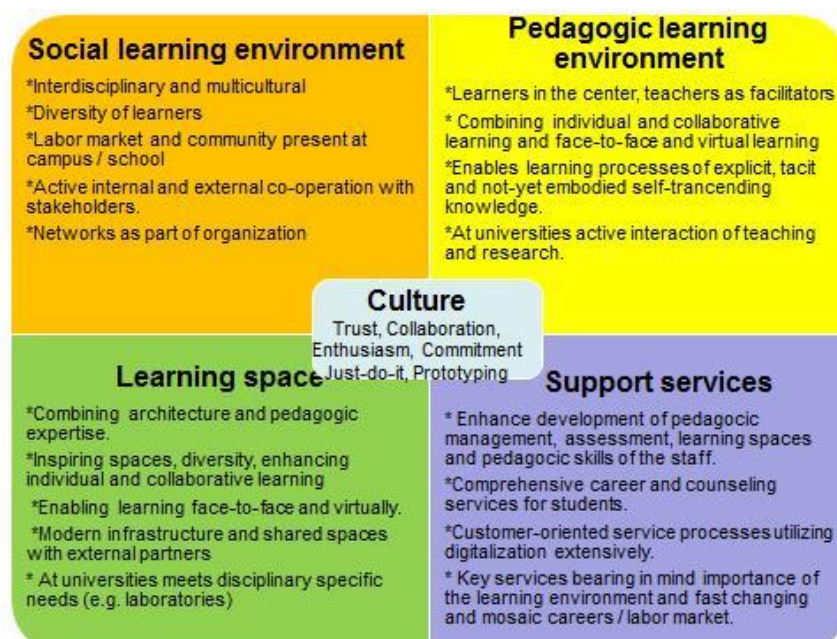 Social learning environment
*Interdisciplinary and multicultural
*Diversity of learners
*Labor market and community present at
campus / school
*Active internal and external co-operation with
stakeholders.
*Networks as part of organization
Pedagogic learning
environment
*Learners in the center, teachers as facilitators
* Combining individual and collaborative
learning and face-to-face and virtual learning
*Enables learning processes of explicit, tacit
and not-yet embodied self-trancending
knowledge.
*At universities active interaction of teaching
and research.
Culture
Trust, Collaboration,
Enthusiasm, Commitment
Just-do-it, Prototyping
Learning space
*Combining architecture and pedagogic
expertise.
*Inspiring spaces, diversity, enhancing
individual and collaborative learning
*Enabling learning face-to-face and virtually.
*Modern infrastructure and shared spaces
with external partners
* At universities meets disciplinary specific
needs (e.g. laboratories)
Support services
* Enhance development of pedagocic
management, assessment, learning spaces
and pedagocic skills of the staff.
*Comprehensive career and counseling
services for students.
*Customer-oriented service processes utilizing
digitalization extensively.
* Key services bearing in mind importance of
the learning environment and fast changing
and mosaic careers / labor market.